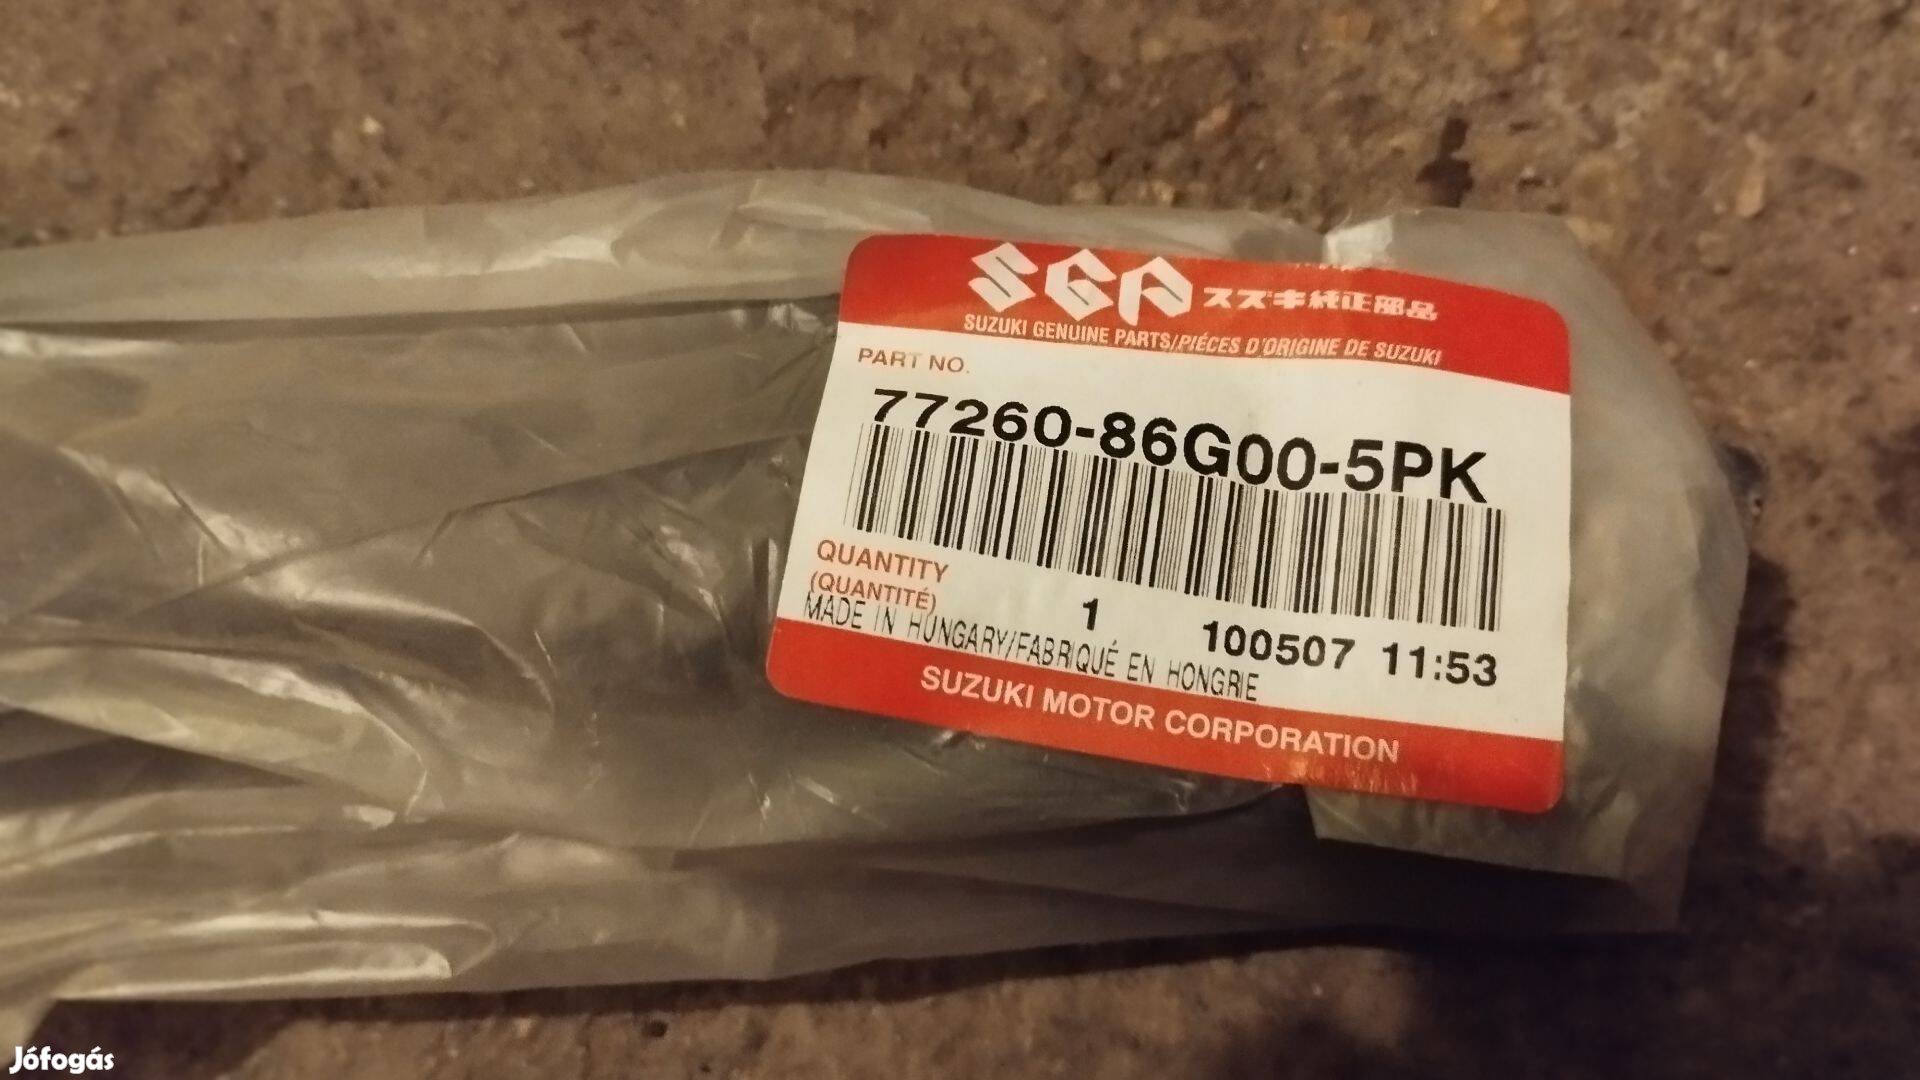 SGP スズキ純正部品
SUZUKI GENUINE PARTS/PIÉCES D'ORIGINE DE SUZUKI
PART NO.
77260-86G00-5PK
QUANTITY
(QUANTITÉ)
1 100507 11:53
MADE IN HUNGARY/FABRIQUÉ EN HONGRIE
SUZUKI MOTOR CORPORATION
Jófogás